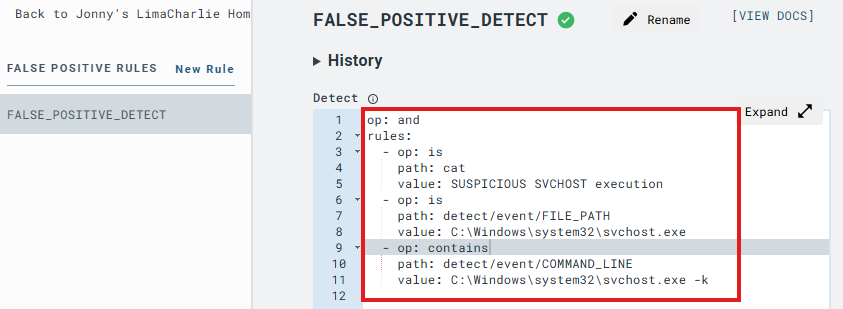 Back to Jonny's LimaCharlie Hom
FALSE POSITIVE RULES New Rule
FALSE_POSITIVE_DETECT
FALSE_POSITIVE_DETECT Rename [VIEW DOCS]
History
Detect
Expand
1 op: and
2 rules:
3 - op: is
4 path: cat
5 value: SUSPICIOUS SVCHOST execution
6 - op: is
7 path: detect/event/FILE_PATH
8 value: C:\Windows\system32\svchost.exe
9 - op: contains
10 path: detect/event/COMMAND_LINE
11 value: C:\Windows\system32\svchost.exe -k
12